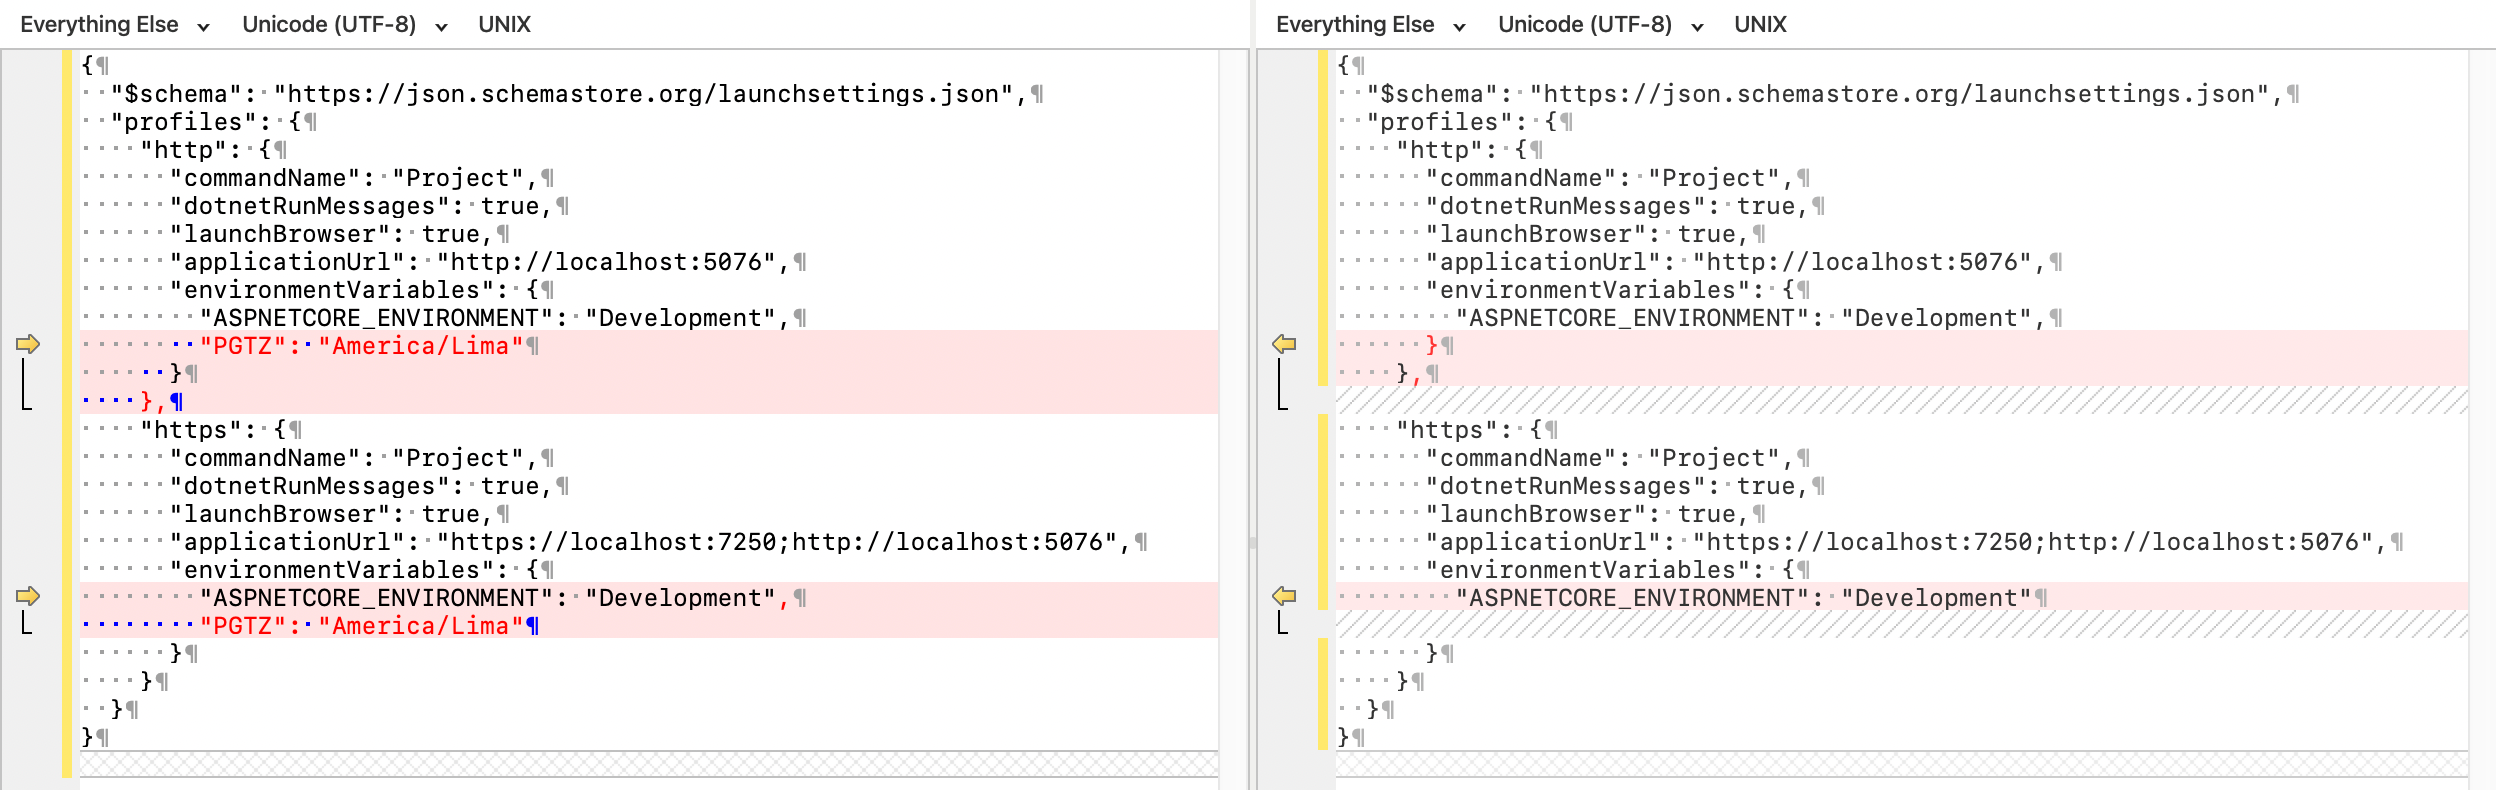 Everything Else Unicode (UTF-8) UNIX
{¶
  "$schema": "https://json.schemastore.org/launchsettings.json",¶
  "profiles": {¶
    "http": {¶
      "commandName": "Project",¶
      "dotnetRunMessages": true,¶
      "launchBrowser": true,¶
      "applicationUrl": "http://localhost:5076",¶
      "environmentVariables": {¶
        "ASPNETCORE_ENVIRONMENT": "Development",¶
        "PGTZ": "America/Lima"¶
      }¶
    },¶
    "https": {¶
      "commandName": "Project",¶
      "dotnetRunMessages": true,¶
      "launchBrowser": true,¶
      "applicationUrl": "https://localhost:7250;http://localhost:5076",¶
      "environmentVariables": {¶
        "ASPNETCORE_ENVIRONMENT": "Development",¶
        "PGTZ": "America/Lima"¶
      }¶
    }¶
  }¶
}¶
Everything Else Unicode (UTF-8) UNIX
{¶
  "$schema": "https://json.schemastore.org/launchsettings.json",¶
  "profiles": {¶
    "http": {¶
      "commandName": "Project",¶
      "dotnetRunMessages": true,¶
      "launchBrowser": true,¶
      "applicationUrl": "http://localhost:5076",¶
      "environmentVariables": {¶
        "ASPNETCORE_ENVIRONMENT": "Development",¶
      }¶
    },¶
    "https": {¶
      "commandName": "Project",¶
      "dotnetRunMessages": true,¶
      "launchBrowser": true,¶
      "applicationUrl": "https://localhost:7250;http://localhost:5076",¶
      "environmentVariables": {¶
        "ASPNETCORE_ENVIRONMENT": "Development"¶
      }¶
    }¶
  }¶
}¶